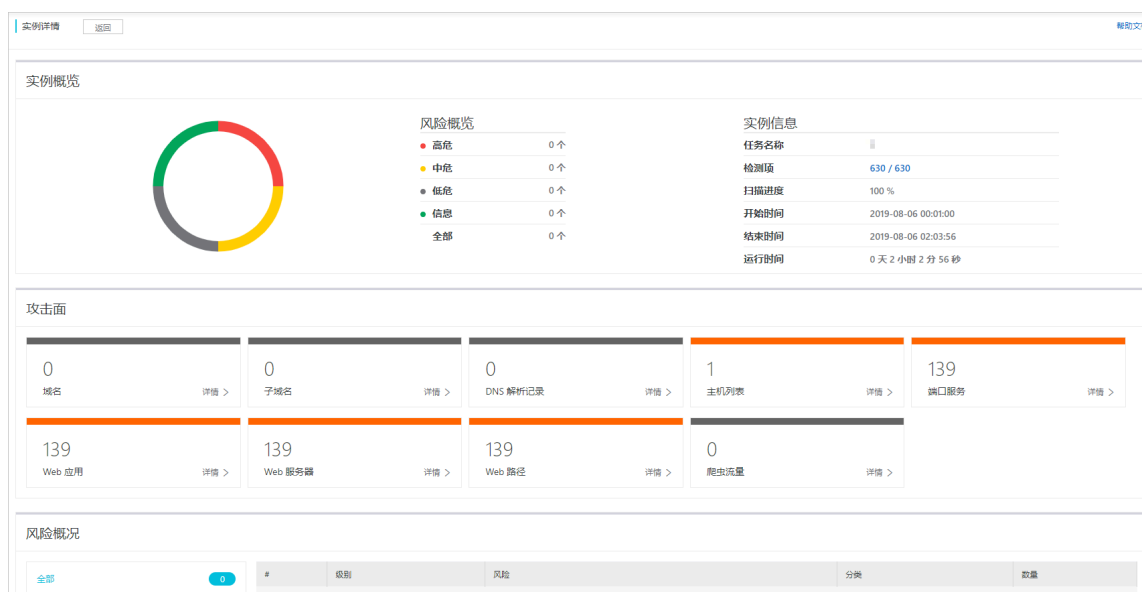 实例详情 返回 帮助文
实例概览
风险概览 实例信息
高危 0 个 任务名称
中危 0 个 检测项 630 / 630
低危 0 个 扫描进度 100 %
信息 0 个 开始时间 2019-08-06 00:01:00
全部 0 个 结束时间 2019-08-06 02:03:56
运行时间 0 天 2 小时 2 分 56 秒
攻击面
0 0 0 1 139
域名 详情 > 子域名 详情 > DNS 解析记录 详情 > 主机列表 详情 > 端口服务 详情 >
139 139 139 0
Web 应用 详情 > Web 服务器 详情 > Web 路径 详情 > 爬虫流量 详情 >
风险概况
全部 0 # 级别 风险 分类 数量